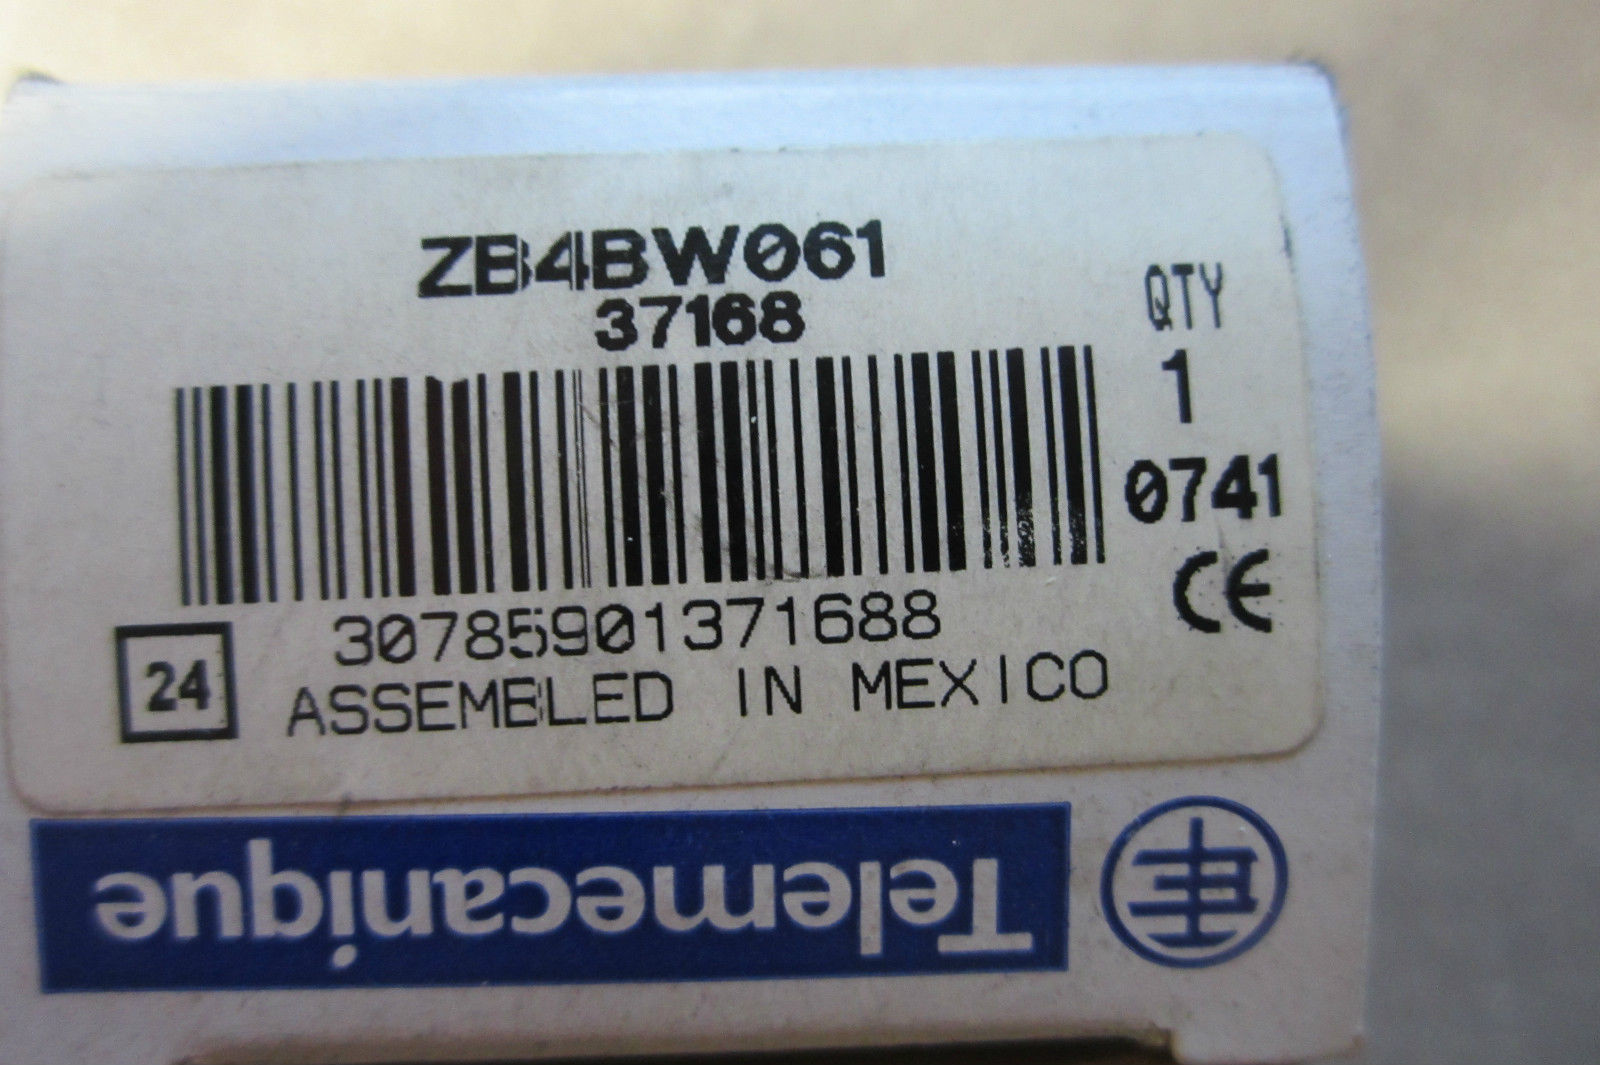 ZB4BW061
37168
QTY
1
0741
CE
30785901371688
24
ASSEMBLED IN MEXICO
Telemecanique